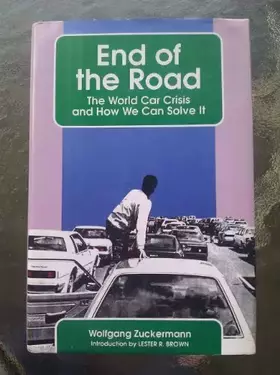 End of
the Road
The World Car Crisis
and How We Can Solve It
Wolfgang Zuckermann
Introduction by LESTER R. BROWN